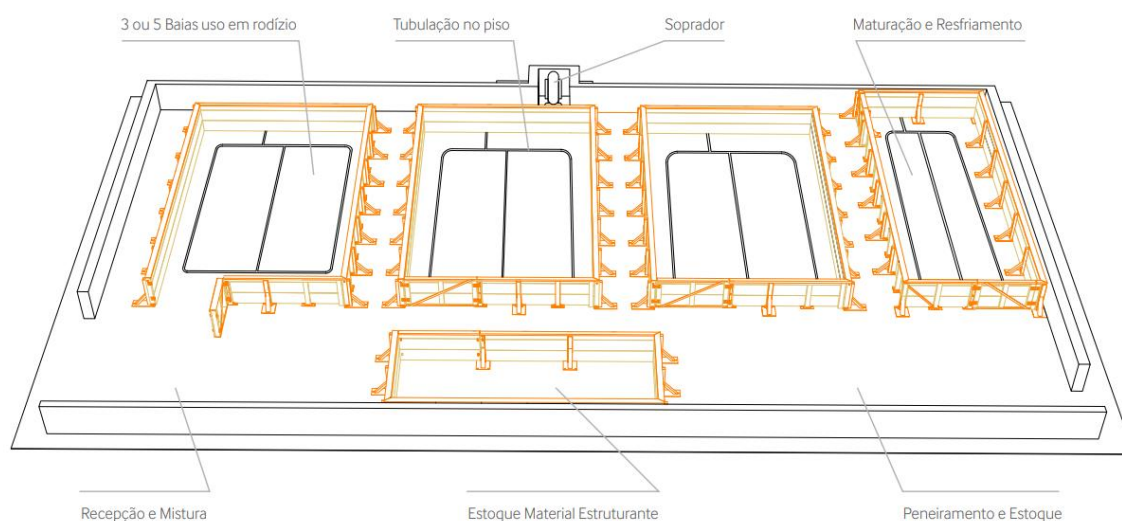 3 ou 5 Baias uso em rodízio
Tubulação no piso
Soprador
Maturação e Resfriamento
Recepção e Mistura
Estoque Material Estruturante
Peneiramento e Estoque